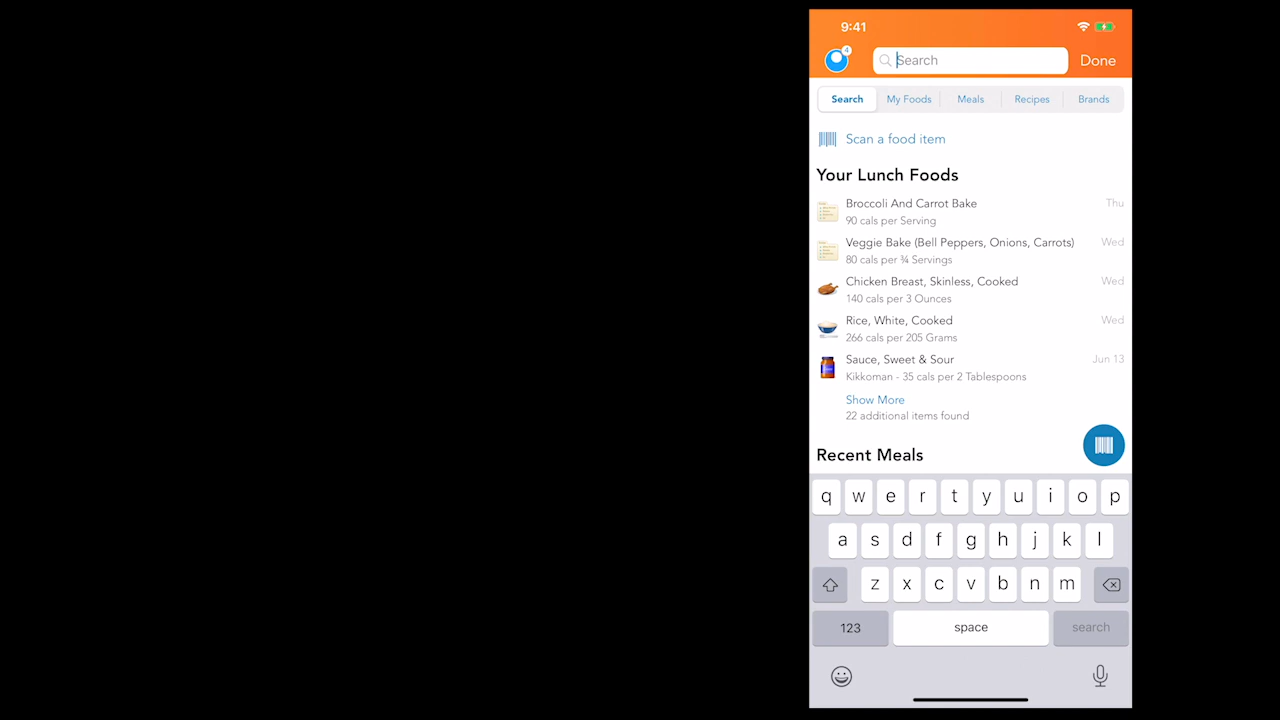 9:41
4
Search
Done
Search
My Foods
Meals
Recipes
Brands
Scan a food item
Your Lunch Foods
Broccoli And Carrot Bake
Thu
90 cals per Serving
Veggie Bake (Bell Peppers, Onions, Carrots)
Wed
80 cals per ¾ Servings
Chicken Breast, Skinless, Cooked
Wed
140 cals per 3 Ounces
Rice, White, Cooked
Wed
266 cals per 205 Grams
Sauce, Sweet & Sour
Jun 13
Kikkoman - 35 cals per 2 Tablespoons
Show More
22 additional items found
Recent Meals
q w e r t y u i o p
a s d f g h j k l
z x c v b n m
123
space
search